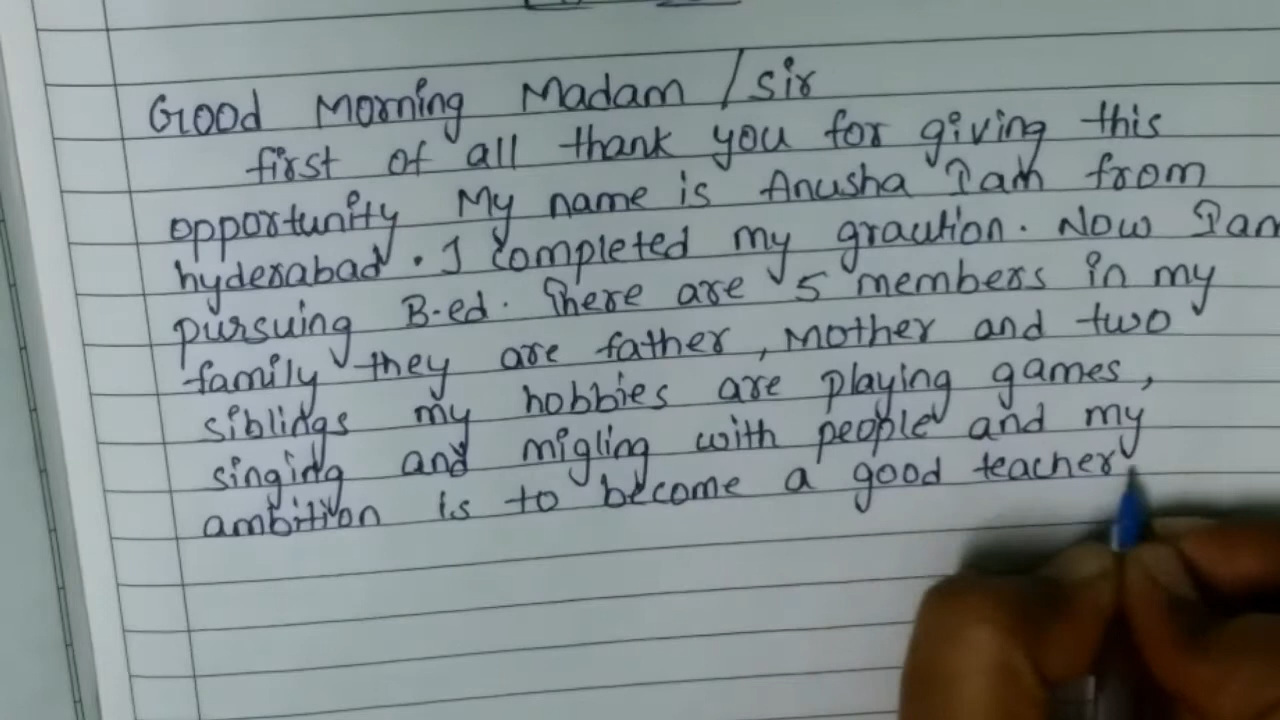 Good Morning Madam / Sir
first of all thank you for giving this
opportunity My name is Anusha Iam from
hyderabad. I completed my graution. Now Iam
pursuing B-ed. There are 5 members in my
family they are father, Mother and two
siblings my hobbies are playing games,
singing and migling with people and my
ambition is to become a good teacher